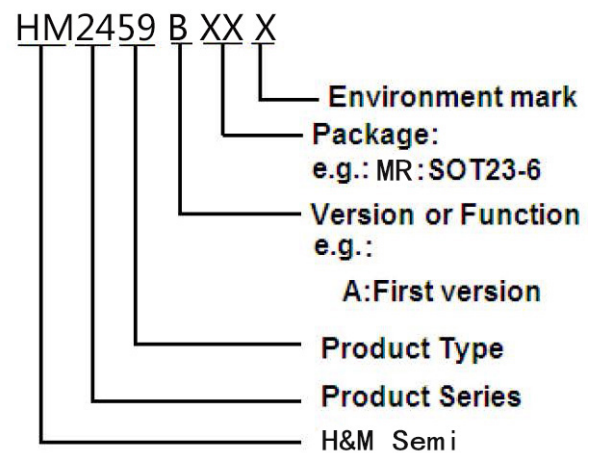 HM2459 B XX X
Environment mark
Package:
e.g.: MR:SOT23-6
Version or Function
e.g.:
A:First version
Product Type
Product Series
H&M Semi